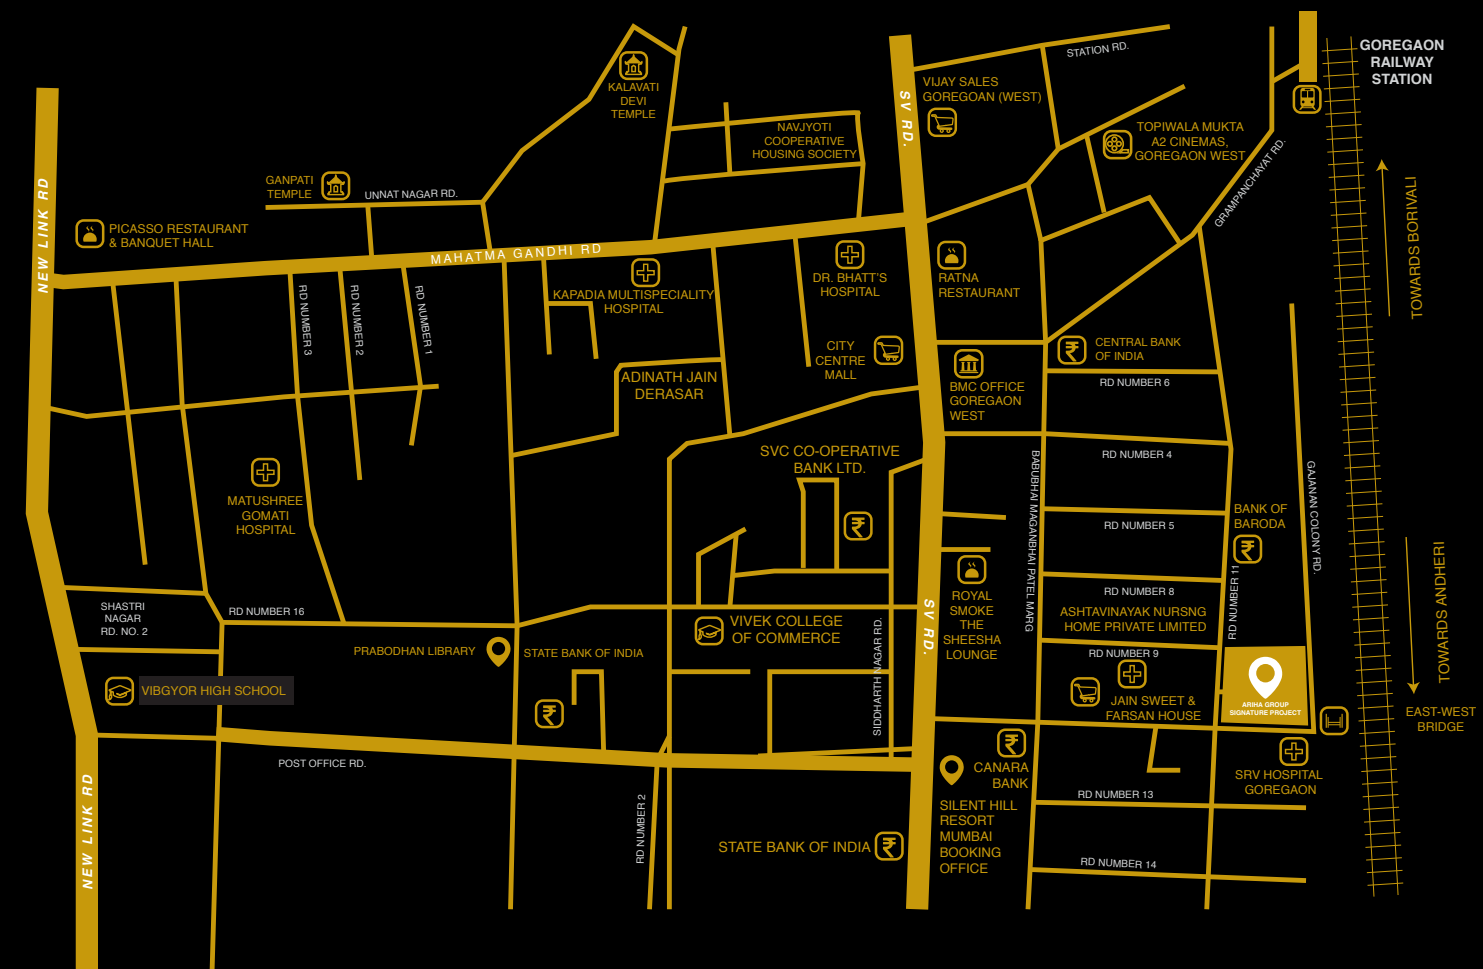 GOREGAON
RAILWAY
STATION
STATION RD.
SV RD.
VIJAY SALES
GOREGOAN (WEST)
KALAVATI
DEVI
TEMPLE
NAVJYOTI
COOPERATIVE
HOUSING SOCIETY
TOPIWALA MUKTA
A2 CINEMAS,
GOREGAON WEST
GRAMPANCHAYAT RD.
TOWARDS BORIVALI
GANPATI
TEMPLE
UNNAT NAGAR RD.
NEW LINK RD
PICASSO RESTAURANT
& BANQUET HALL
MAHATMA GANDHI RD
KAPADIA MULTISPECIALITY
HOSPITAL
DR. BHATT'S
HOSPITAL
RATNA
RESTAURANT
RD NUMBER 3
RD NUMBER 2
RD NUMBER 1
CITY
CENTRE
MALL
CENTRAL BANK
OF INDIA
RD NUMBER 6
BMC OFFICE
GOREGAON
WEST
ADINATH JAIN
DERASAR
SVC CO-OPERATIVE
BANK LTD.
RD NUMBER 4
BABUBHAI MAGANBHAI PATEL MARG
GAJANAN COLONY RD.
MATUSHREE
GOMATI
HOSPITAL
BANK OF
BARODA
RD NUMBER 5
RD NUMBER 11
TOWARDS ANDHERI
ROYAL
SMOKE
THE
SHEESHA
LOUNGE
RD NUMBER 8
ASHTAVINAYAK NURSNG
HOME PRIVATE LIMITED
SHASTRI
NAGAR
RD. NO. 2
RD NUMBER 16
SV RD.
VIVEK COLLEGE
OF COMMERCE
SIDDHARTH NAGAR RD.
PRABODHAN LIBRARY
STATE BANK OF INDIA
RD NUMBER 9
JAIN SWEET &
FARSAN HOUSE
VIBGYOR HIGH SCHOOL
ARIHA GROUP
SIGNATURE PROJECT
EAST-WEST
BRIDGE
POST OFFICE RD.
CANARA
BANK
SRV HOSPITAL
GOREGAON
NEW LINK RD
RD NUMBER 2
RD NUMBER 13
SILENT HILL
RESORT
MUMBAI
BOOKING
OFFICE
STATE BANK OF INDIA
RD NUMBER 14